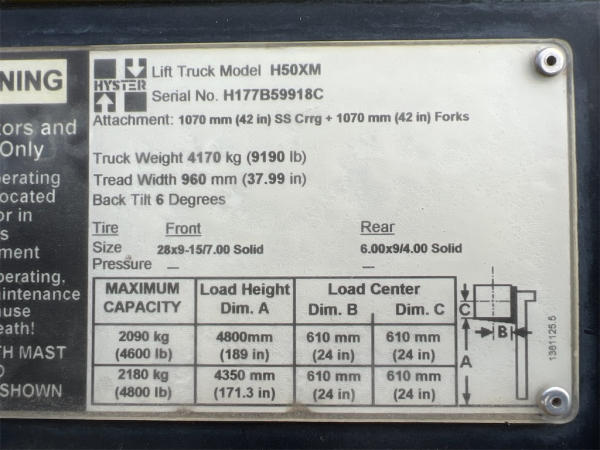 NING
tors and
Only
erating
ocated
or in
s
ment
perating,
aintenance
ause
eath!
TH MAST
D
SHOWN
HYSTER
Lift Truck Model H50XM
Serial No. H177B59918C
Attachment: 1070 mm (42 in) SS Crrg + 1070 mm (42 in) Forks
Truck Weight 4170 kg (9190 lb)
Tread Width 960 mm (37.99 in)
Back Tilt 6 Degrees
Tire Front Rear
Size 28x9-15/7.00 Solid 6.00x9/4.00 Solid
Pressure — —
MAXIMUM Load Height Load Center
CAPACITY Dim. A Dim. B Dim. C
2090 kg 4800mm 610 mm 610 mm
(4600 lb) (189 in) (24 in) (24 in)
2180 kg 4350 mm 610 mm 610 mm
(4800 lb) (171.3 in) (24 in) (24 in)
C
B
A
1381125.5